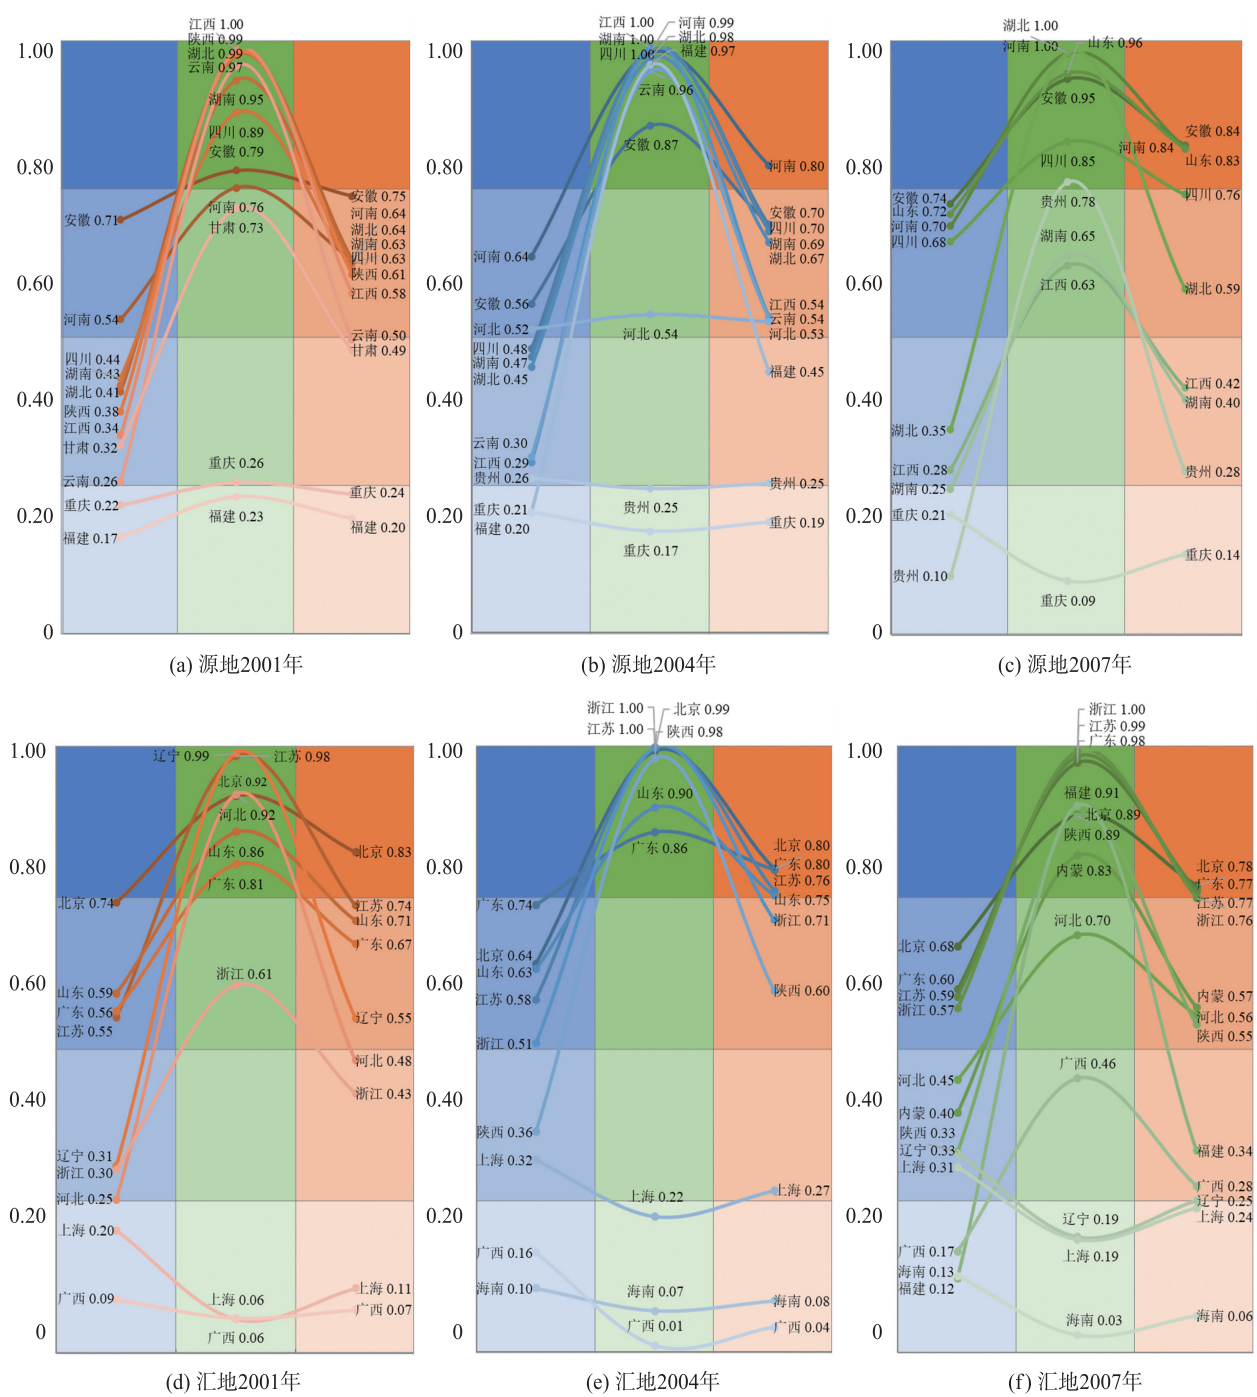 江西 1.00
陕西 0.99
湖北 0.99
云南 0.97
湖南 0.95
四川 0.89
安徽 0.79
河南 0.76
甘肃 0.73
重庆 0.26
福建 0.23
1.00
0.80
0.60
0.40
0.20
0
安徽 0.71
河南 0.54
四川 0.44
湖南 0.43
湖北 0.41
陕西 0.38
江西 0.34
甘肃 0.32
云南 0.26
重庆 0.22
福建 0.17
安徽 0.75
河南 0.64
湖北 0.64
湖南 0.63
四川 0.63
陕西 0.61
江西 0.58
云南 0.50
甘肃 0.49
重庆 0.24
福建 0.20
(a) 源地2001年
江西 1.00
湖南 1.00
四川 1.00
河南 0.99
湖北 0.98
福建 0.97
云南 0.96
安徽 0.87
河北 0.54
贵州 0.25
重庆 0.17
1.00
0.80
0.60
0.40
0.20
0
河南 0.64
安徽 0.56
河北 0.52
四川 0.48
湖南 0.47
湖北 0.45
云南 0.30
江西 0.29
贵州 0.26
重庆 0.21
福建 0.20
河南 0.80
安徽 0.70
四川 0.70
湖南 0.69
湖北 0.67
江西 0.54
云南 0.54
河北 0.53
福建 0.45
贵州 0.25
重庆 0.19
(b) 源地2004年
湖北 1.00
河南 1.00
山东 0.96
安徽 0.95
四川 0.85
贵州 0.78
湖南 0.65
江西 0.63
重庆 0.09
1.00
0.80
0.60
0.40
0.20
0
安徽 0.74
山东 0.72
河南 0.70
四川 0.68
湖北 0.35
江西 0.28
湖南 0.25
重庆 0.21
贵州 0.10
安徽 0.84
河南 0.84
山东 0.83
四川 0.76
湖北 0.59
江西 0.42
湖南 0.40
贵州 0.28
重庆 0.14
(c) 源地2007年
辽宁 0.99
江苏 0.98
北京 0.92
河北 0.92
山东 0.86
广东 0.81
浙江 0.61
上海 0.06
广西 0.06
1.00
0.80
0.60
0.40
0.20
0
北京 0.74
山东 0.59
广东 0.56
江苏 0.55
辽宁 0.31
浙江 0.30
河北 0.25
上海 0.20
广西 0.09
北京 0.83
江苏 0.74
山东 0.71
广东 0.67
辽宁 0.55
河北 0.48
浙江 0.43
上海 0.11
广西 0.07
(d) 汇地2001年
浙江 1.00
江苏 1.00
北京 0.99
陕西 0.98
山东 0.90
广东 0.86
上海 0.22
海南 0.07
广西 0.01
1.00
0.80
0.60
0.40
0.20
0
广东 0.74
北京 0.64
山东 0.63
江苏 0.58
浙江 0.51
陕西 0.36
上海 0.32
广西 0.16
海南 0.10
北京 0.80
广东 0.80
江苏 0.76
山东 0.75
浙江 0.71
陕西 0.60
上海 0.27
海南 0.08
广西 0.04
(e) 汇地2004年
浙江 1.00
江苏 0.99
广东 0.98
福建 0.91
北京 0.89
陕西 0.89
内蒙 0.83
河北 0.70
广西 0.46
辽宁 0.19
上海 0.19
海南 0.03
1.00
0.80
0.60
0.40
0.20
0
北京 0.68
广东 0.60
江苏 0.59
浙江 0.57
河北 0.45
内蒙 0.40
陕西 0.33
辽宁 0.33
上海 0.31
广西 0.17
海南 0.13
福建 0.12
北京 0.78
广东 0.77
江苏 0.77
浙江 0.76
内蒙 0.57
河北 0.56
陕西 0.55
福建 0.34
广西 0.28
辽宁 0.25
上海 0.24
海南 0.06
(f) 汇地2007年